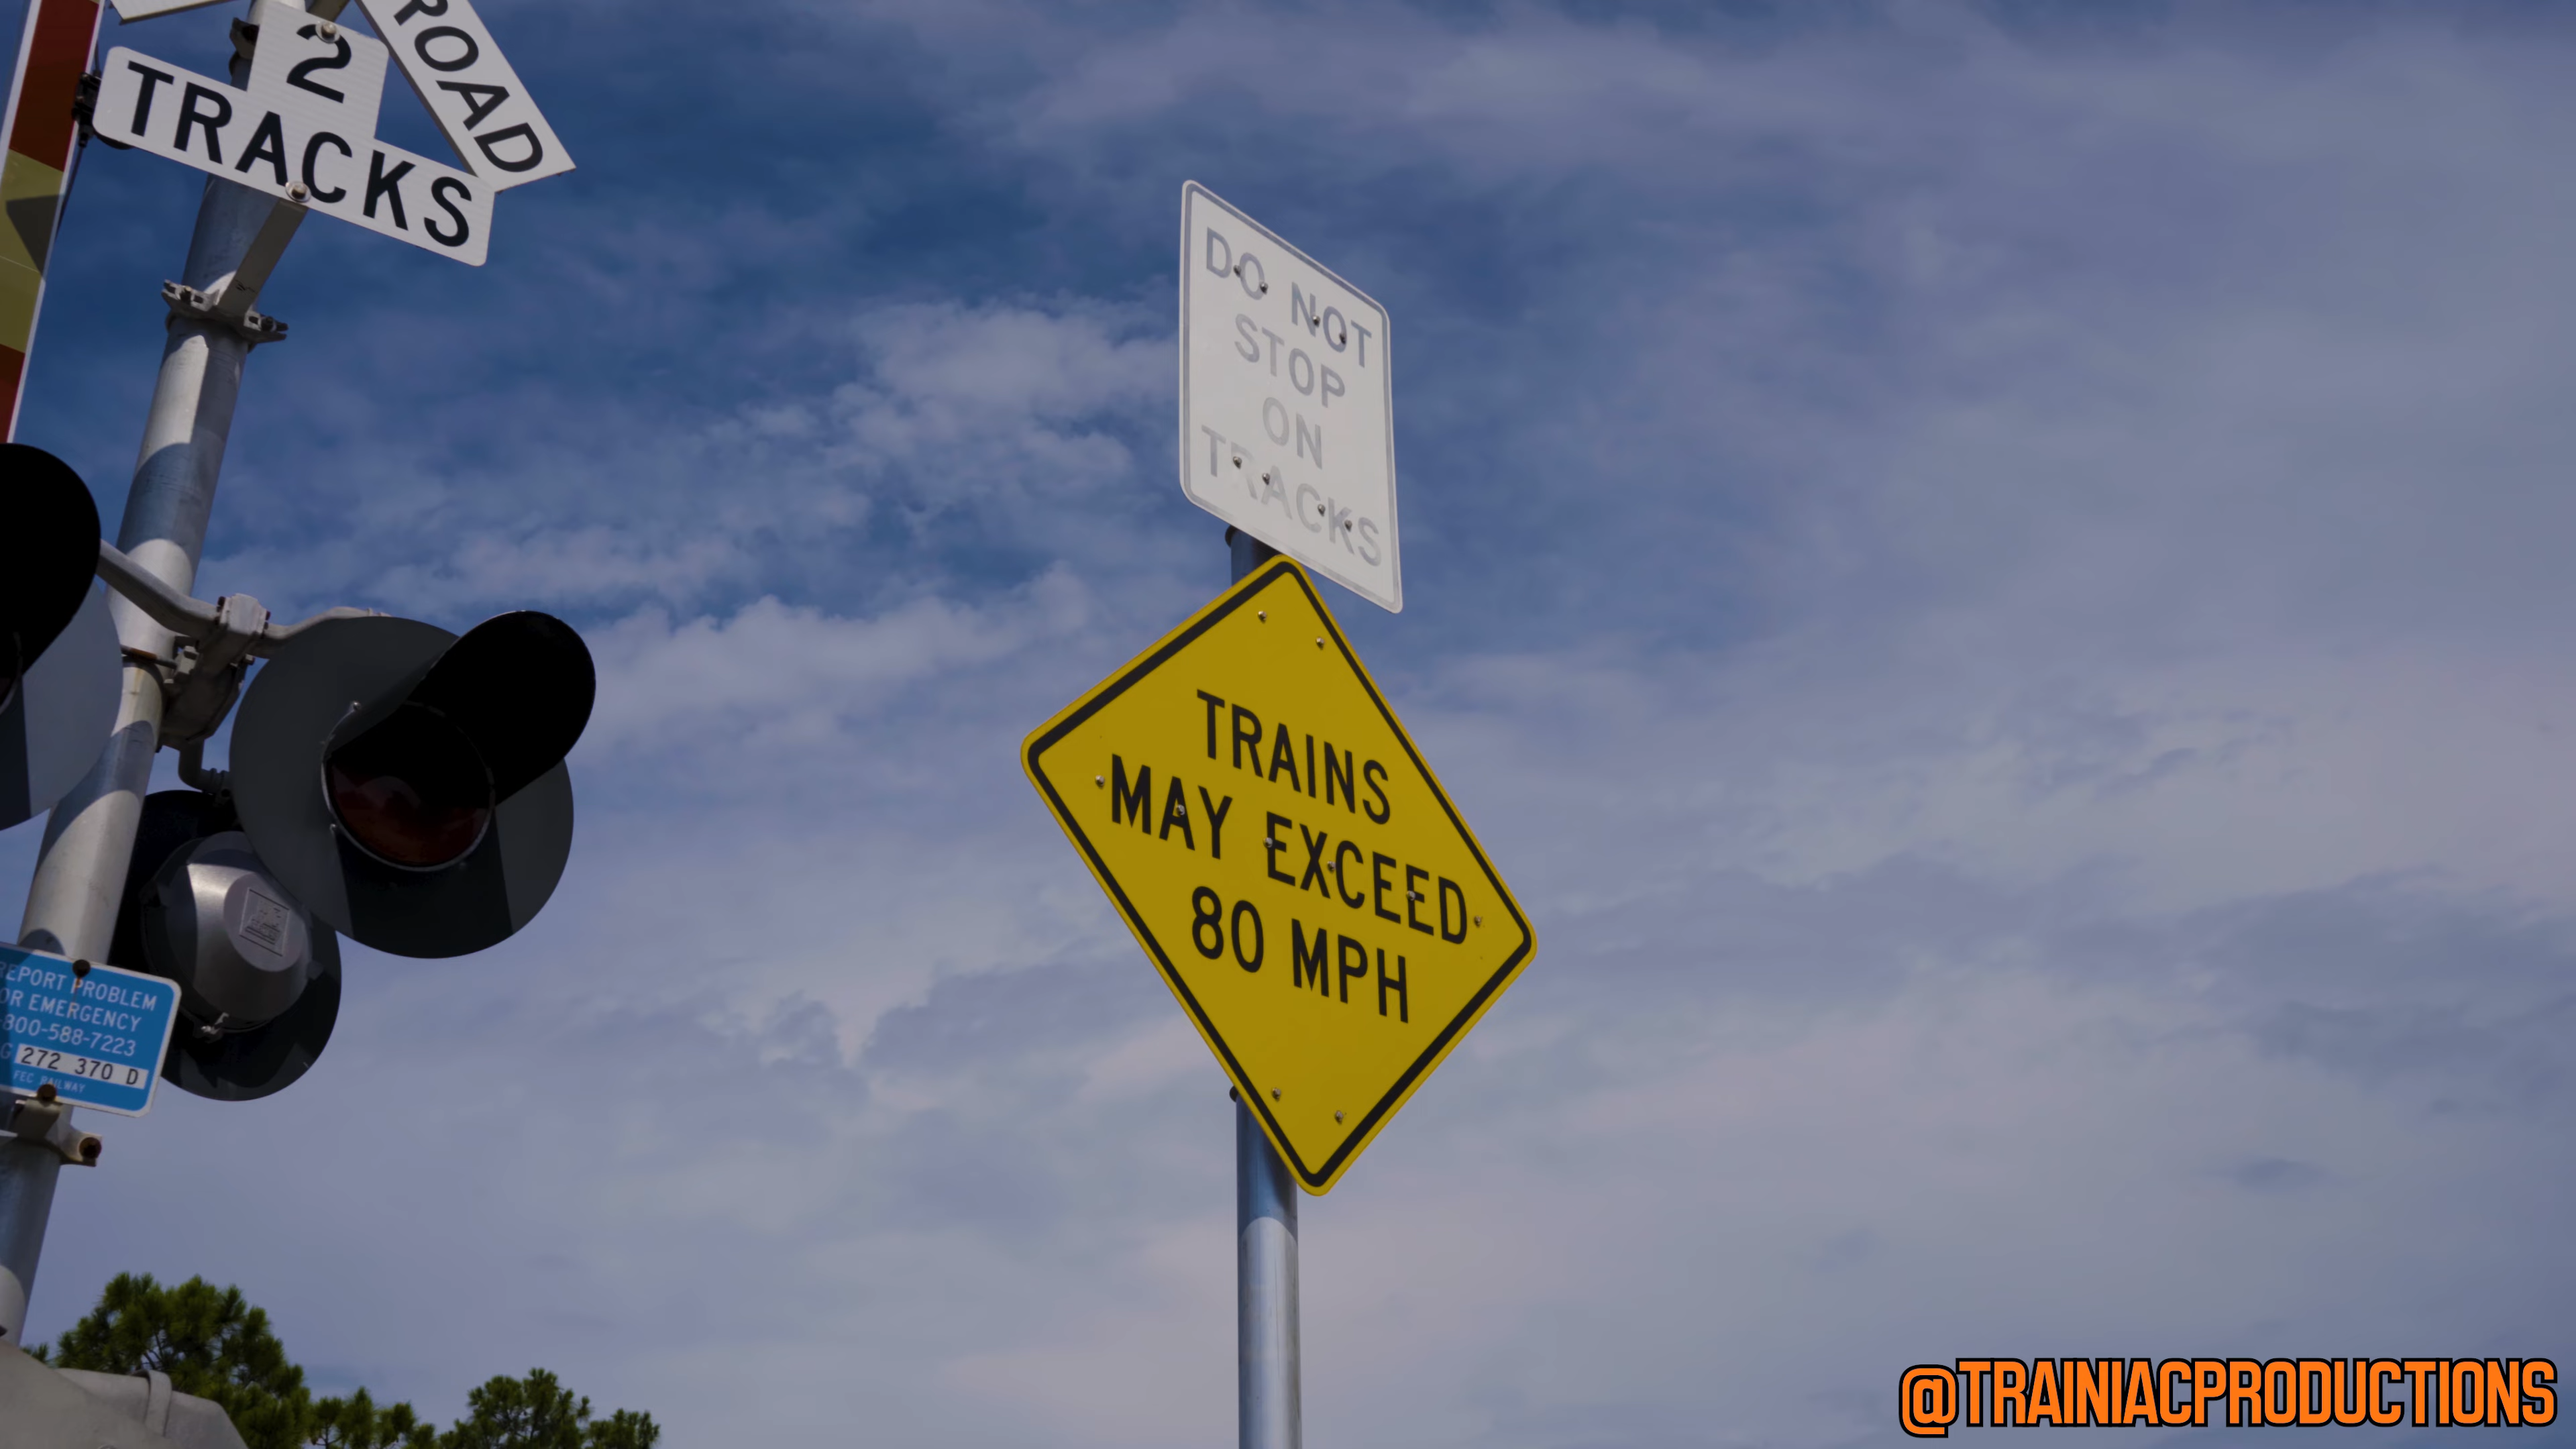 ROAD
2
TRACKS
DO NOT
STOP
ON
TRACKS
TRAINS
MAY EXCEED
80 MPH
REPORT PROBLEM
OR EMERGENCY
-800-588-7223
G 272 370 D
FEC RAILWAY
@TRAINIACPRODUCTIONS